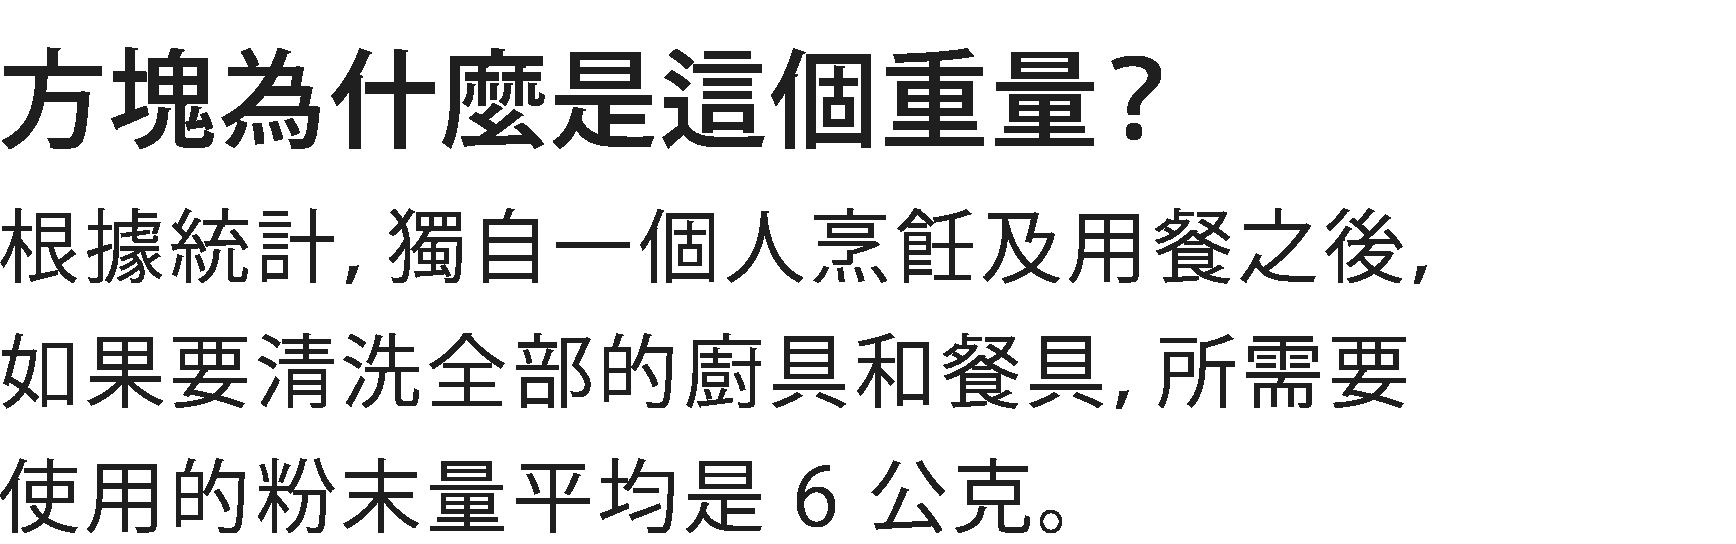 方塊為什麼是這個重量?
根據統計, 獨自一個人烹飪及用餐之後,
如果要清洗全部的廚具和餐具, 所需要
使用的粉末量平均是 6 公克。